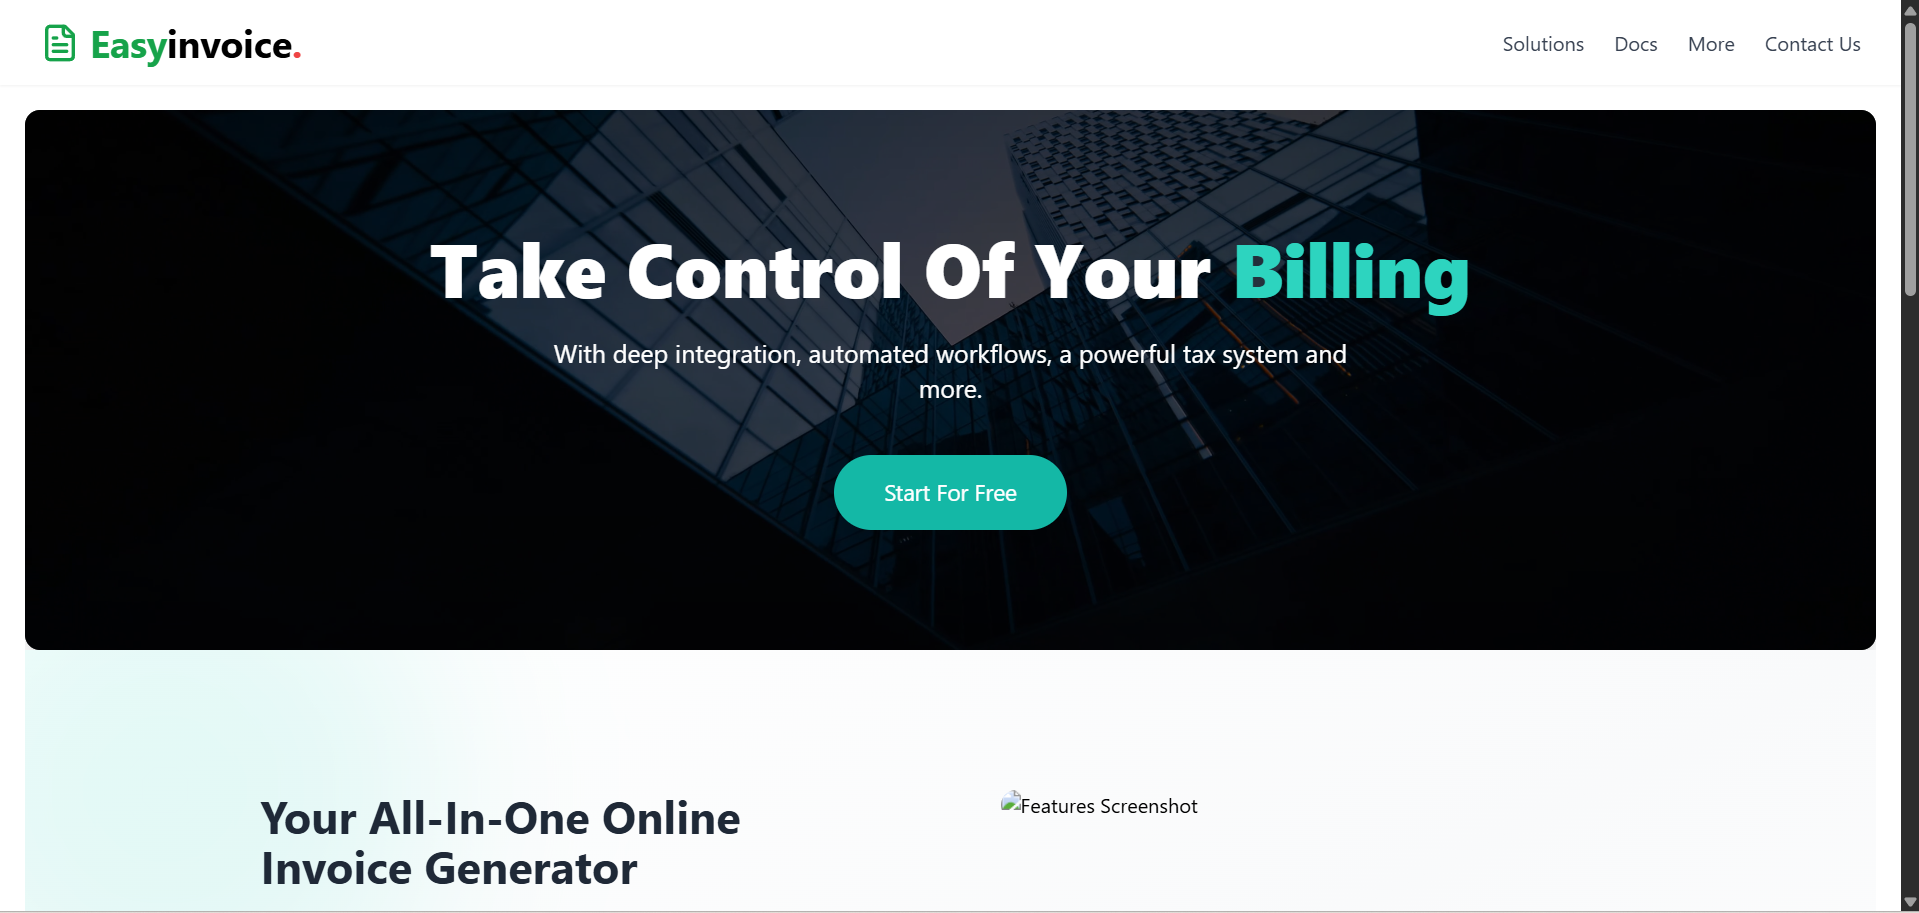 Easyinvoice.
Solutions
Docs
More
Contact Us
Take Control Of Your Billing
With deep integration, automated workflows, a powerful tax system and
more.
Start For Free
Your All-In-One Online
Invoice Generator
Features Screenshot